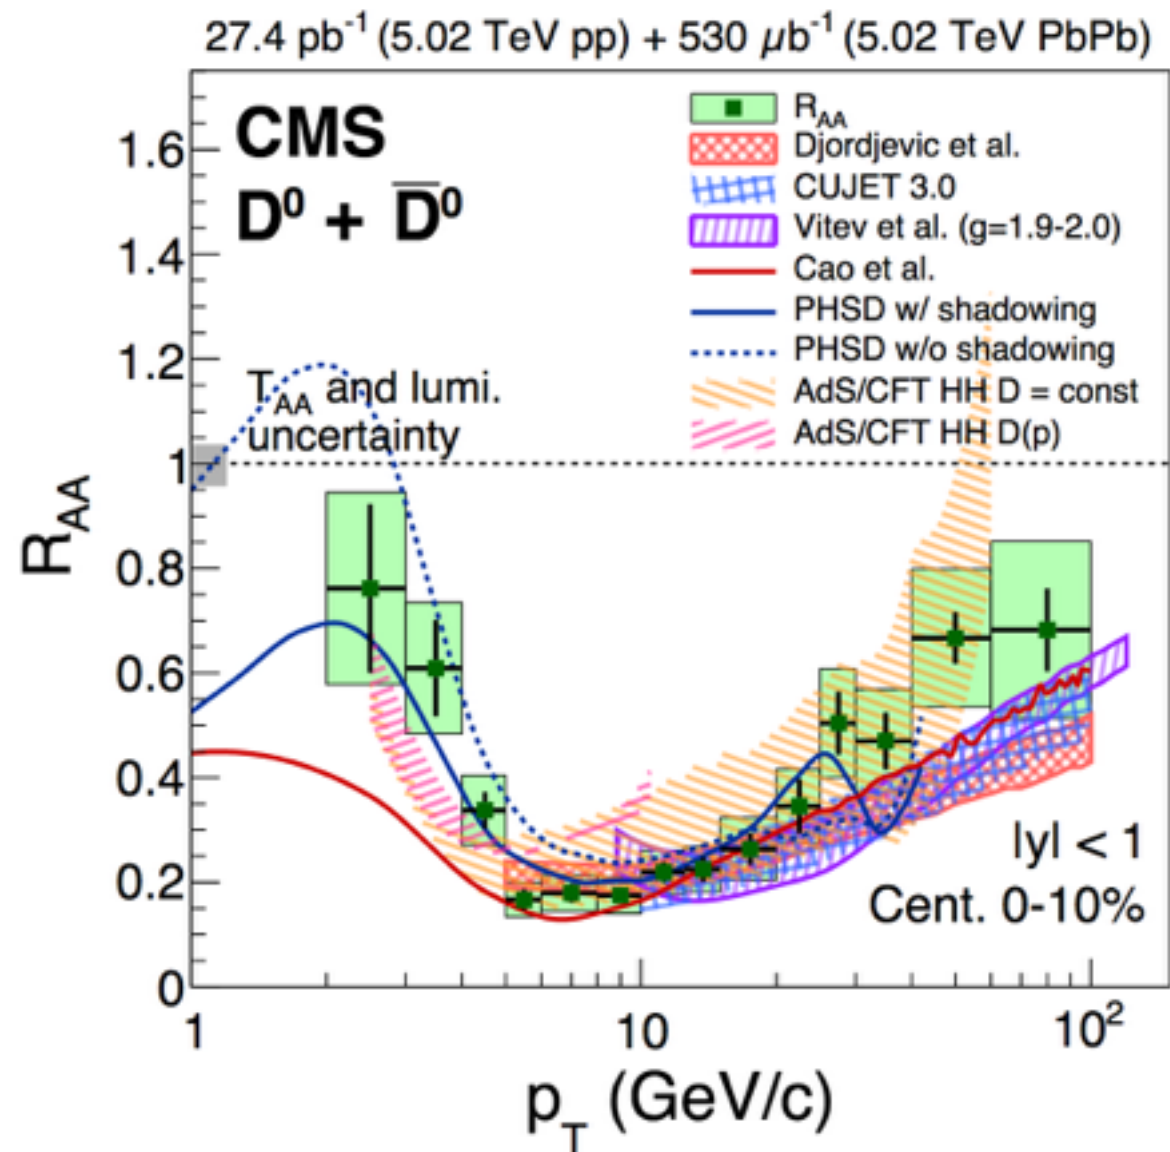 27.4 pb⁻¹ (5.02 TeV pp) + 530 μb⁻¹ (5.02 TeV PbPb)
CMS
D⁰ + D̅⁰
R_AA
Djordjevic et al.
CUJET 3.0
Vitev et al. (g=1.9-2.0)
Cao et al.
PHSD w/ shadowing
PHSD w/o shadowing
AdS/CFT HH D = const
AdS/CFT HH D(p)
T_AA and lumi.
uncertainty
1.6
1.4
1.2
1
0.8
0.6
0.4
0.2
0
R_AA
|y| < 1
Cent. 0-10%
1
10
10²
p_T (GeV/c)